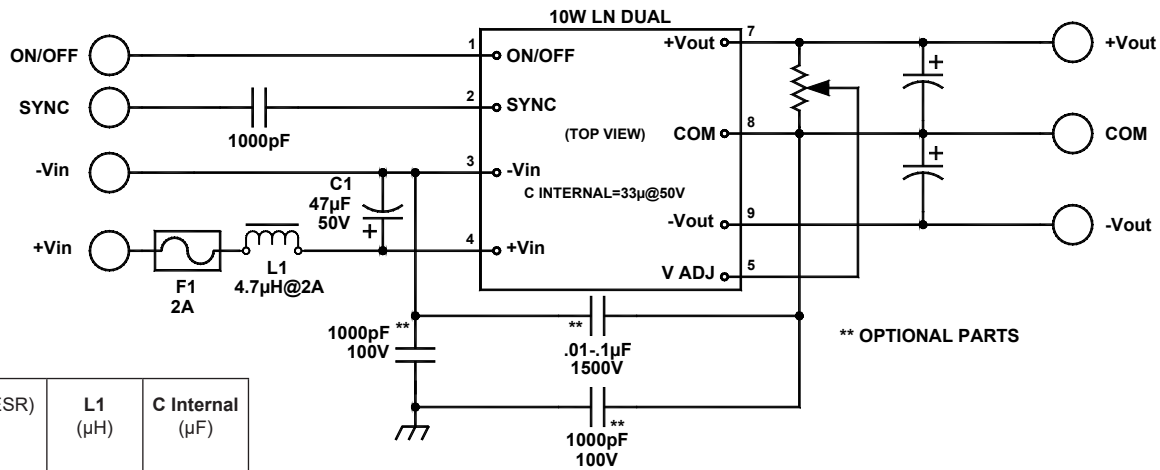 10W LN DUAL
ON/OFF
1
ON/OFF
+Vout
7
+Vout
+
SYNC
2
SYNC
1000pF
(TOP VIEW)
COM
8
COM
-Vin
3
-Vin
C INTERNAL=33µ@50V
+
C1
47µF
50V
+
-Vout
9
-Vout
+Vin
4
+Vin
F1
2A
L1
4.7µH@2A
V ADJ
5
1000pF **
100V
**
.01-.1µF
1500V
** OPTIONAL PARTS
**
1000pF
100V
ESR)
L1
(µH)
C Internal
(µF)